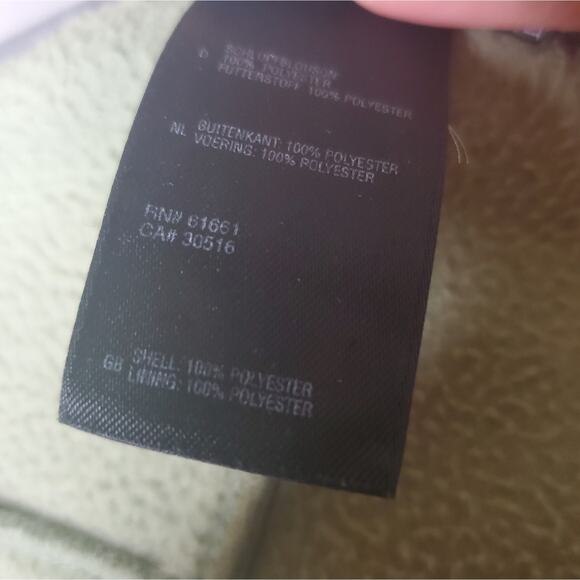 D SCHLUPFBLOUSON
100% POLYESTER
FUTTERSTOFF 100% POLYESTER
NL BUITENKANT: 100% POLYESTER
VOERING: 100% POLYESTER
RN# 61661
CA# 30516
SHELL: 100% POLYESTER
GB LINING: 100% POLYESTER